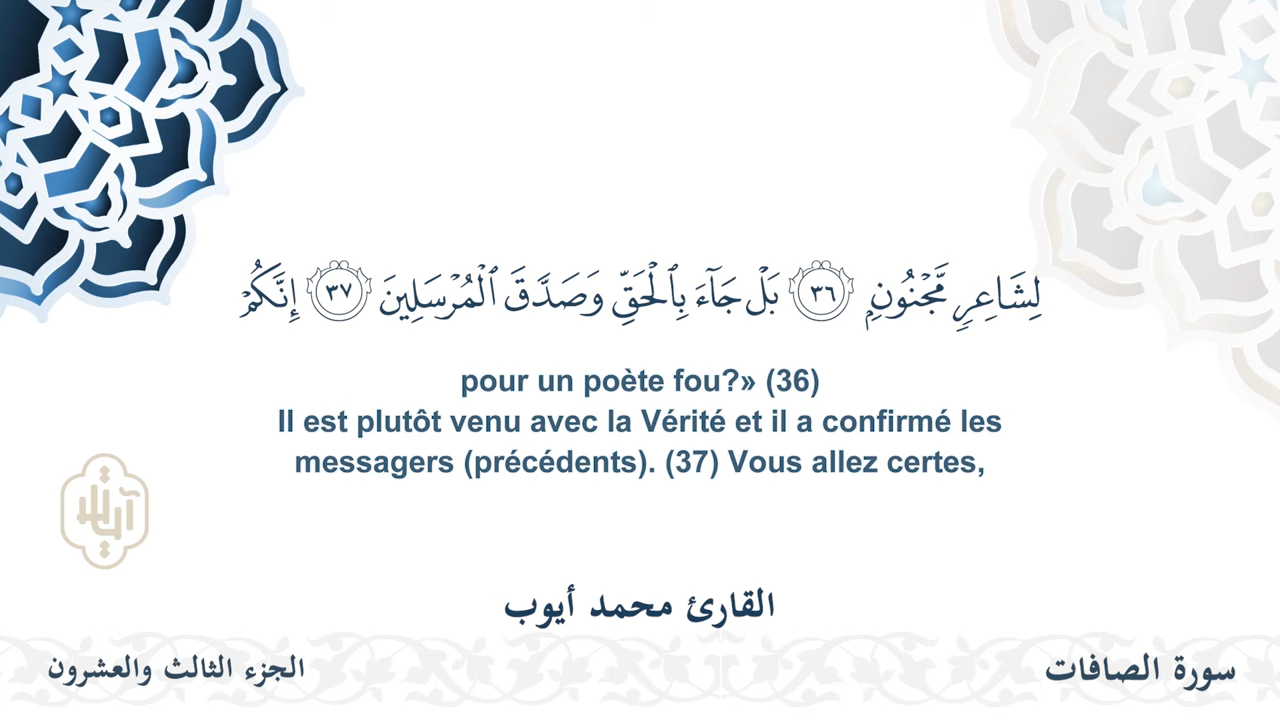 لِشَاعِرٖ مَّجْنُونِۭ ٣٦ بَلْ جَآءَ بِٱلْحَقِّ وَصَدَّقَ ٱلْمُرْسَلِينَ ٣٧ إِنَّكُمْ
pour un poète fou?» (36)
Il est plutôt venu avec la Vérité et il a confirmé les
messagers (précédents). (37) Vous allez certes,
القارئ محمد أيوب
سورة الصافات
الجزء الثالث والعشرون